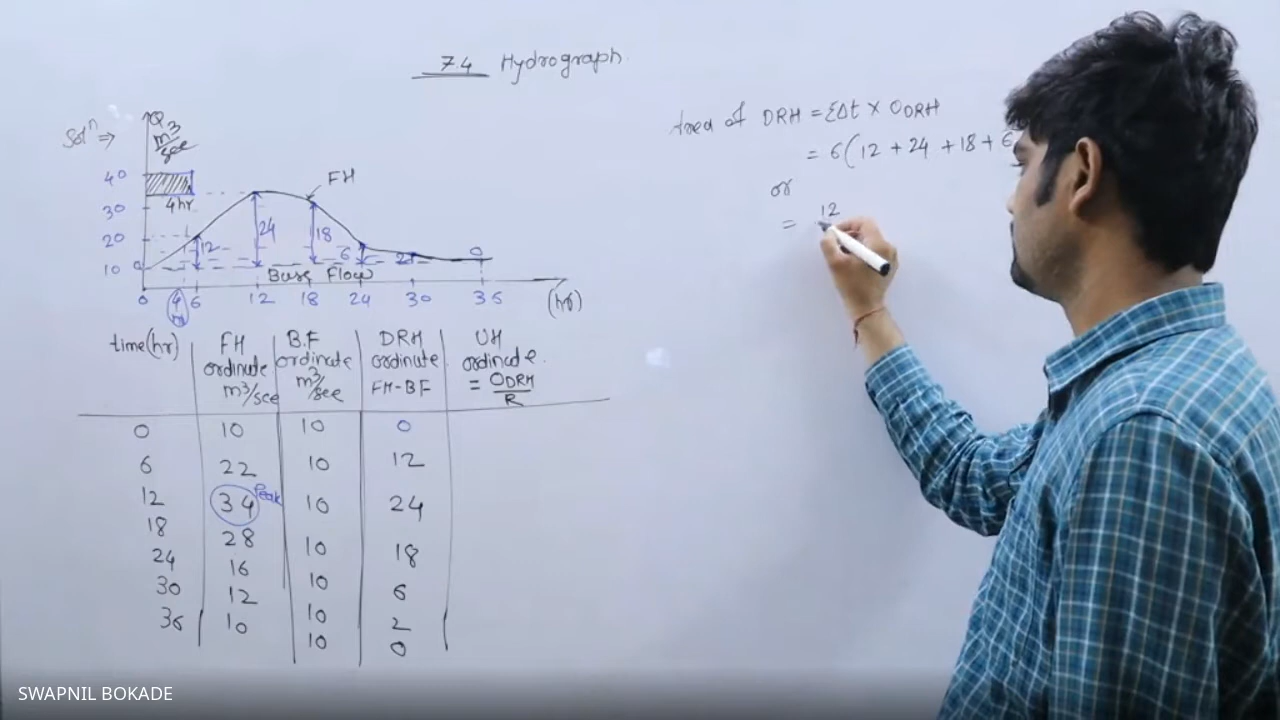 7.4 Hydrograph
Solⁿ ⇒
Q m³/sec
40
30
20
10
0
4hr
FH
12
24
18
6
2
0
Base Flow
0 6 12 18 24 30 36 (hr)
Area of DRH = ΣΔt × ODRH
= 6(12 + 24 + 18 + 6
or
= 12
time(hr) | FH ordinate m³/sec | B.F ordinate m³/sec | DRH ordinate FH-BF | UH ordinate. = ODRH/R
0 10 10 0
6 22 10 12
12 34 Peak 10 24
18 28 10 18
24 16 10 6
30 12 10 2
36 10 10 0
SWAPNIL BOKADE